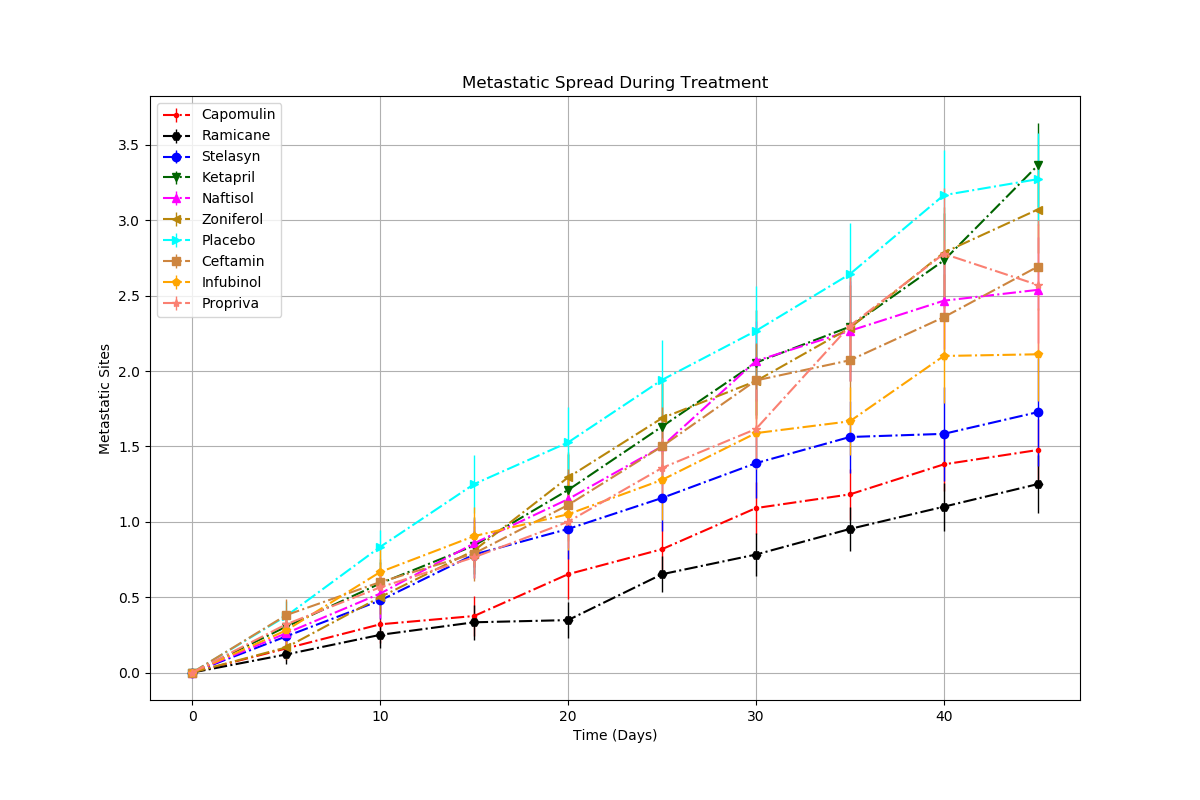 Metastatic Spread During Treatment
Capomulin
Ramicane
Stelasyn
Ketapril
Naftisol
Zoniferol
Placebo
Ceftamin
Infubinol
Propriva
Metastatic Sites
3.5
3.0
2.5
2.0
1.5
1.0
0.5
0.0
0 10 20 30 40
Time (Days)